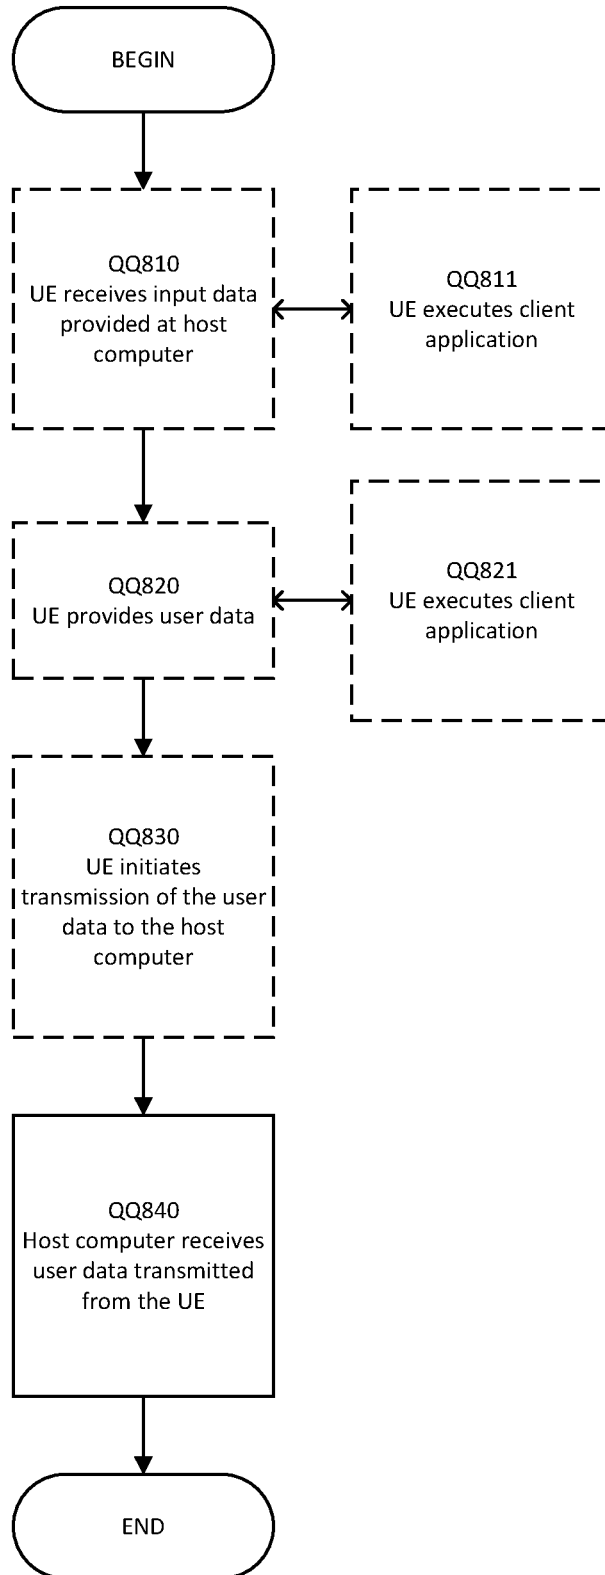 BEGIN
QQ810
UE receives input data
provided at host
computer
QQ811
UE executes client
application
QQ820
UE provides user data
QQ821
UE executes client
application
QQ830
UE initiates
transmission of the user
data to the host
computer
QQ840
Host computer receives
user data transmitted
from the UE
END